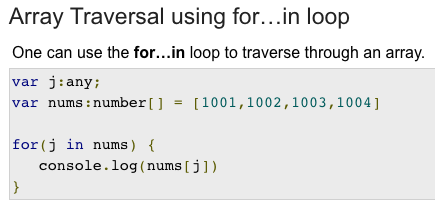 Array Traversal using for…in loop
One can use the for…in loop to traverse through an array.
var j:any;
var nums:number[] = [1001,1002,1003,1004]
for(j in nums) {
   console.log(nums[j])
}